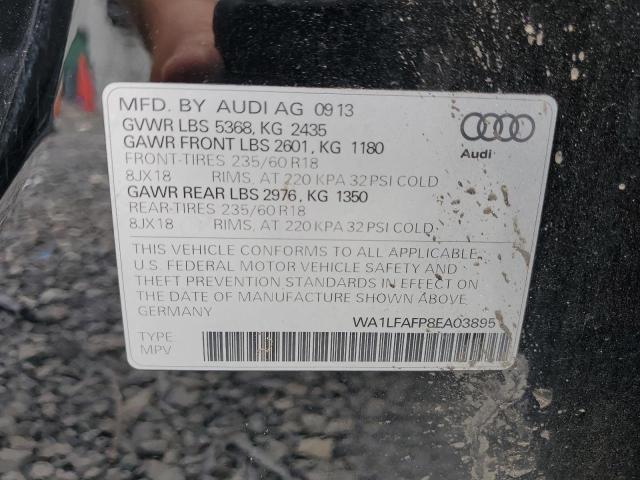 MFD. BY AUDI AG 09 13
GVWR LBS 5368, KG 2435
GAWR FRONT LBS 2601, KG 1180
FRONT-TIRES 235/60 R18
8JX18 RIMS, AT 220 KPA 32 PSI COLD
GAWR REAR LBS 2976, KG 1350
REAR-TIRES 235/60 R18
8JX18 RIMS, AT 220 KPA 32 PSI COLD
Audi
THIS VEHICLE CONFORMS TO ALL APPLICABLE
U.S. FEDERAL MOTOR VEHICLE SAFETY AND
THEFT PREVENTION STANDARDS IN EFFECT
ON THE DATE OF MANUFACTURE SHOWN ABOVE
GERMANY
WA1LFAFP8EA03895
TYPE
MPV